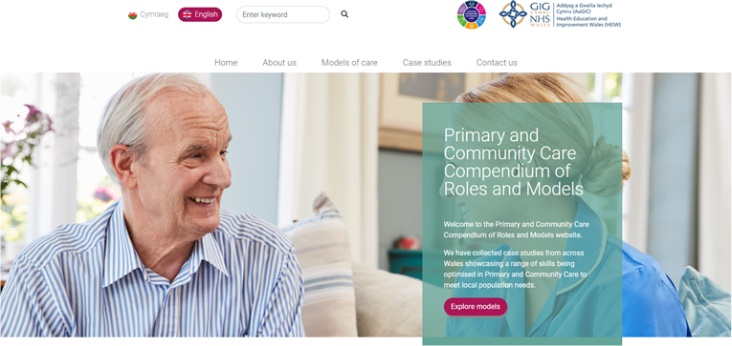 Cymraeg
English
Enter keyword
GIG
CYMRU
NHS
WALES
Addysg a Gwella Iechyd
Cymru (AaGIC)
Health Education and
Improvement Wales (HEIW)
Home
About us
Models of care
Case studies
Contact us
Primary and
Community Care
Compendium of
Roles and Models
Welcome to the Primary and Community Care
Compendium of Roles and Models website.
We have collected case studies from across
Wales showcasing a range of skills being
optimised in Primary and Community Care to
meet local population needs.
Explore models